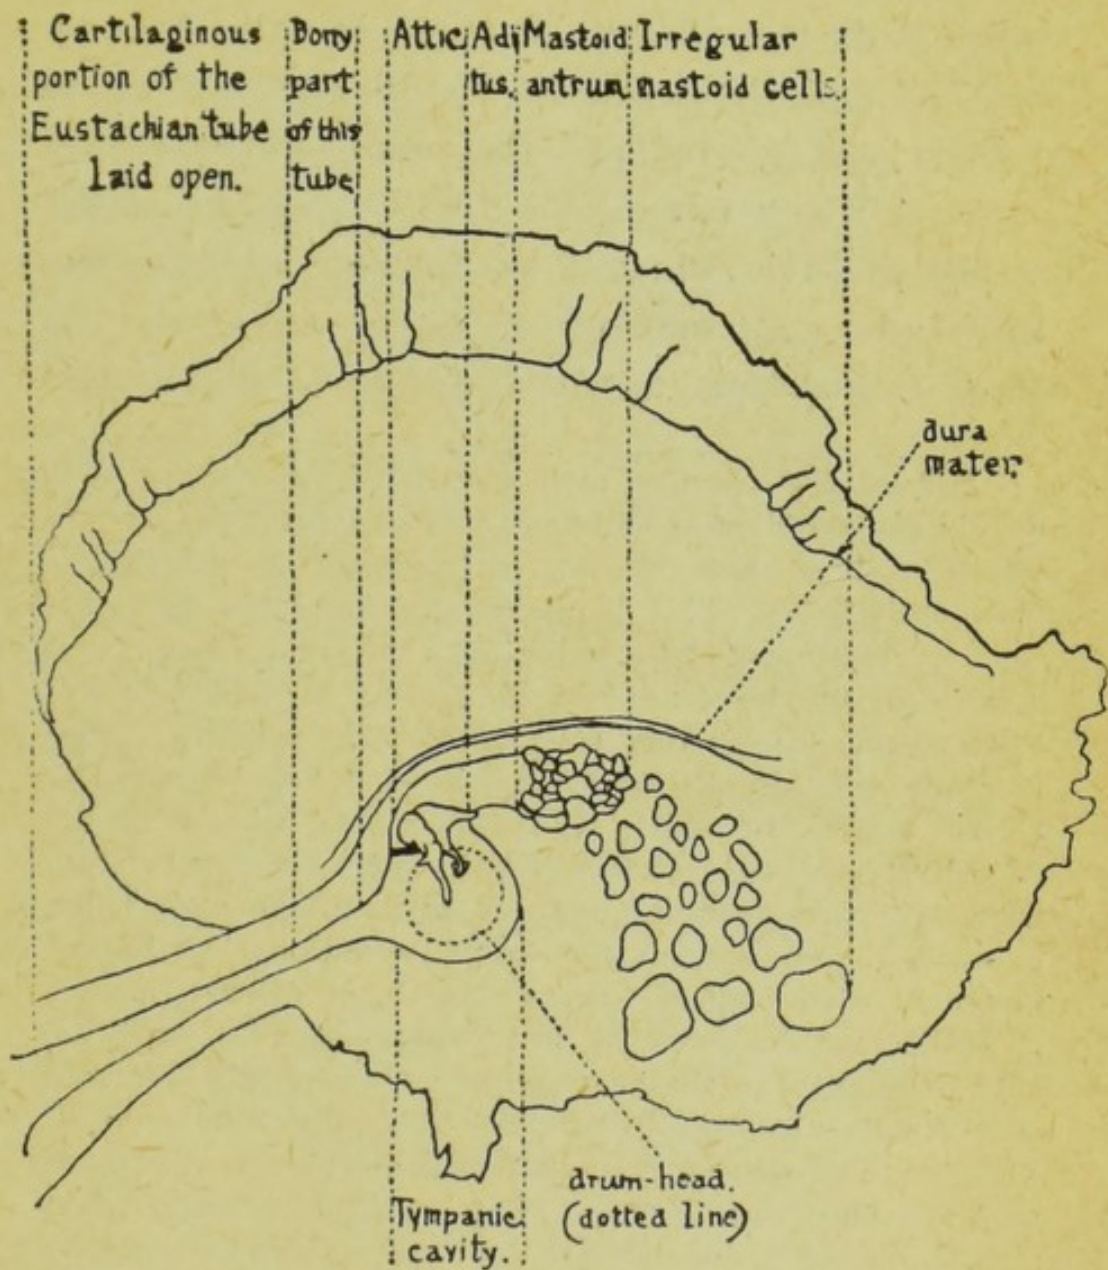 Cartilaginous
portion of the
Eustachian tube
laid open.
Bony
part
of this
tube
Attic
Adi
tus.
Mastoid
antrum
Irregular
mastoid cells.
dura
mater.
drum-head.
(dotted line)
Tympanic
cavity.